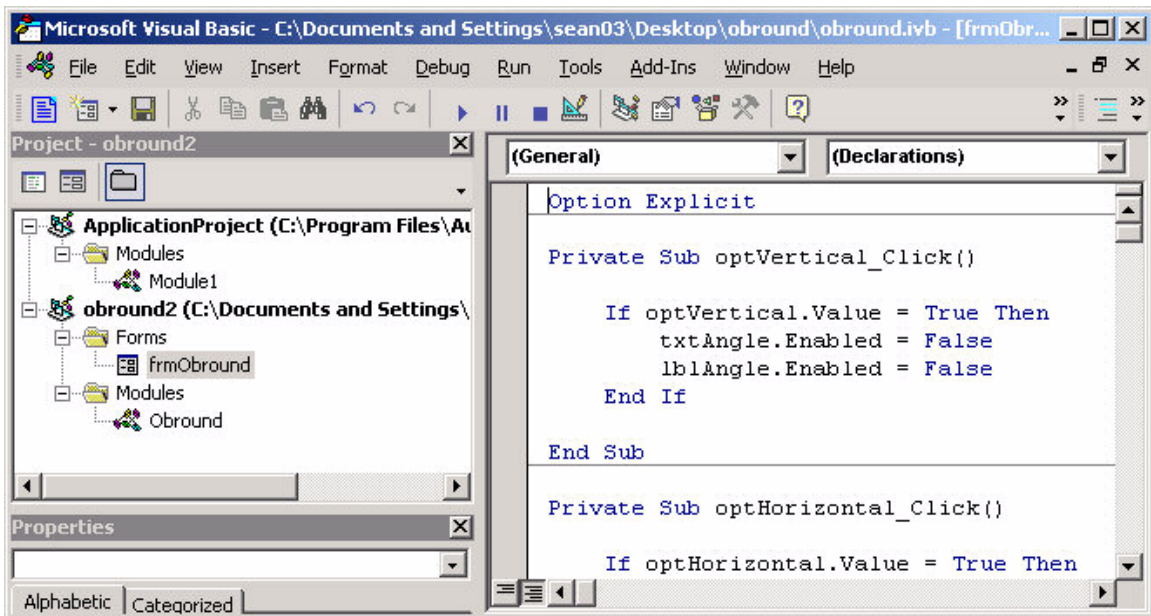 Microsoft Visual Basic - C:\Documents and Settings\sean03\Desktop\obround\obround.ivb - [frmObr...
File Edit View Insert Format Debug Run Tools Add-Ins Window Help
Project - obround2
ApplicationProject (C:\Program Files\Au
Modules
Module1
obround2 (C:\Documents and Settings\
Forms
frmObround
Modules
Obround
Properties
Alphabetic Categorized
(General) (Declarations)
Option Explicit
Private Sub optVertical_Click()
If optVertical.Value = True Then
txtAngle.Enabled = False
lblAngle.Enabled = False
End If
End Sub
Private Sub optHorizontal_Click()
If optHorizontal.Value = True Then